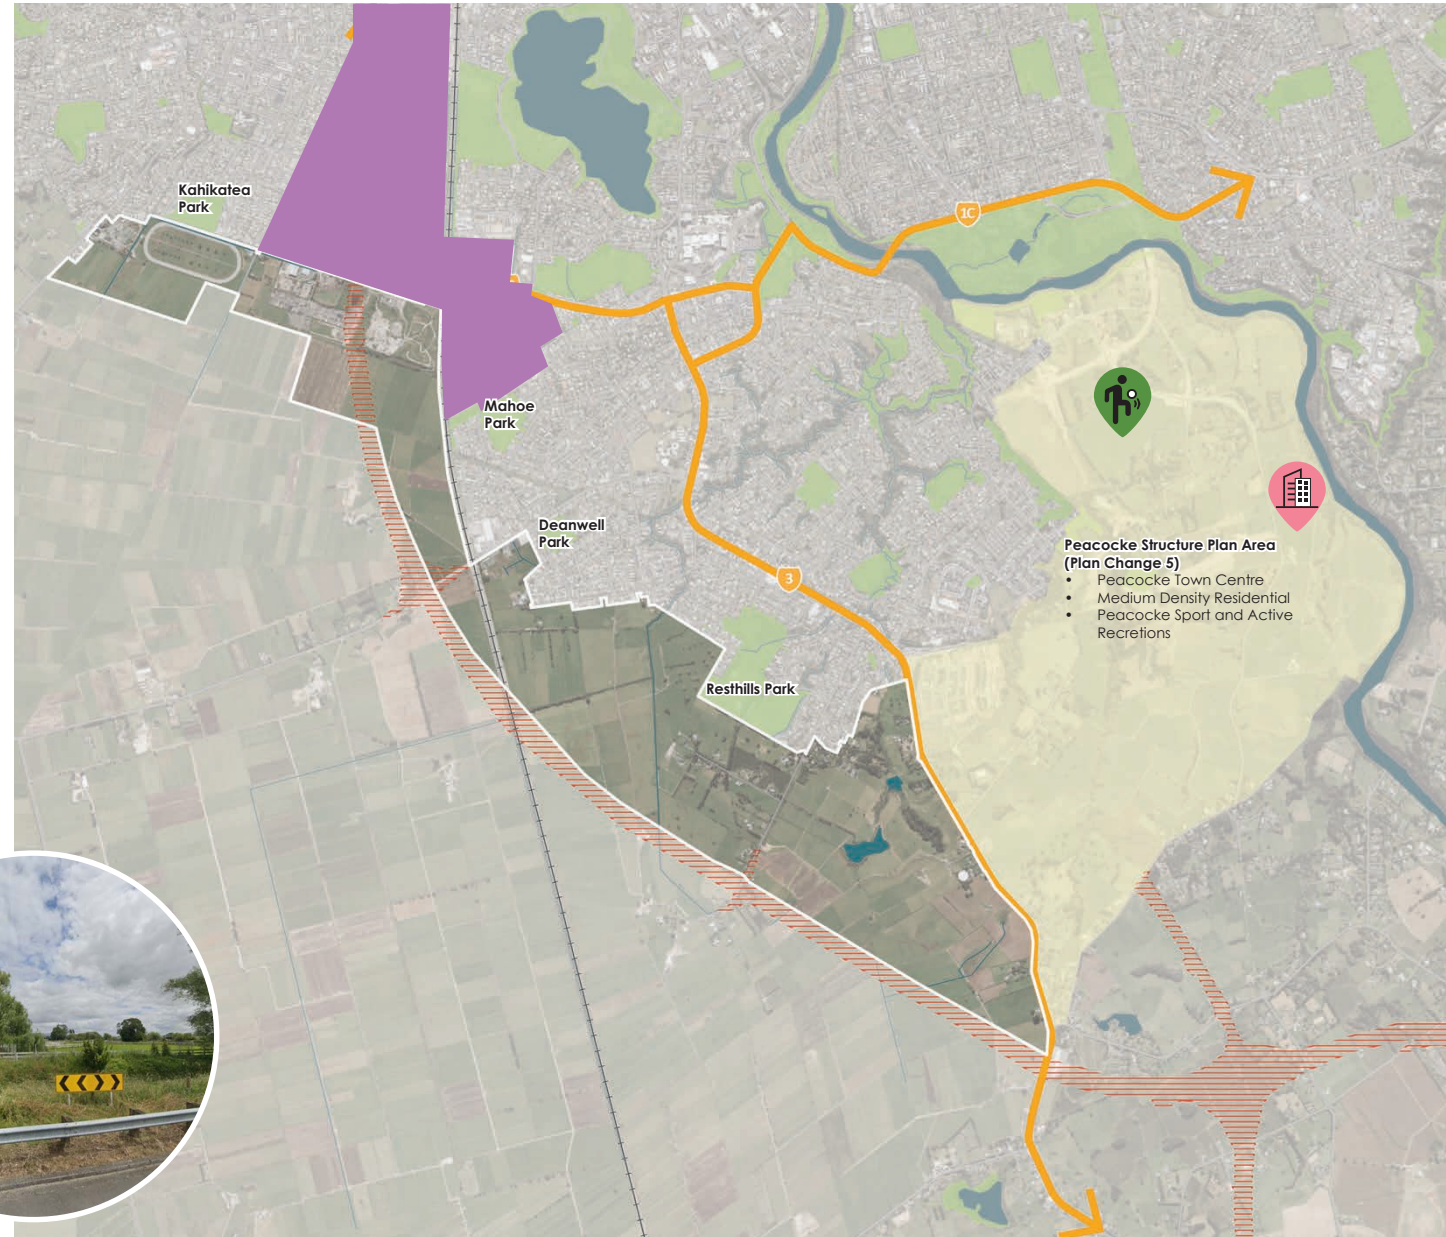 Kahikatea
Park
1C
Mahoe
Park
Deanwell
Park
Peacocke Structure Plan Area
(Plan Change 5)
• Peacocke Town Centre
• Medium Density Residential
• Peacocke Sport and Active
Recretions
3
Resthills Park